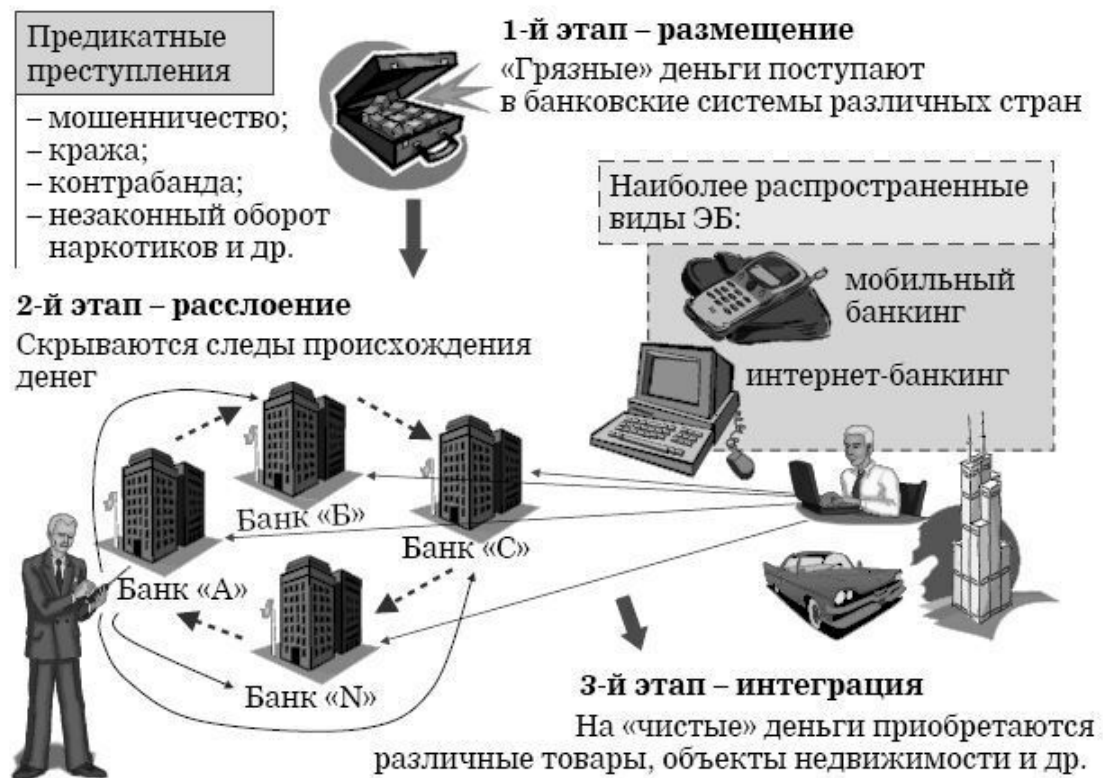 Предикатные
преступления
– мошенничество;
– кража;
– контрабанда;
– незаконный оборот
наркотиков и др.
1-й этап – размещение
«Грязные» деньги поступают
в банковские системы различных стран
Наиболее распространенные
виды ЭБ:
мобильный
банкинг
интернет-банкинг
2-й этап – расслоение
Скрываются следы происхождения
денег
Банк «Б»
Банк «С»
Банк «А»
Банк «N»
3-й этап – интеграция
На «чистые» деньги приобретаются
различные товары, объекты недвижимости и др.